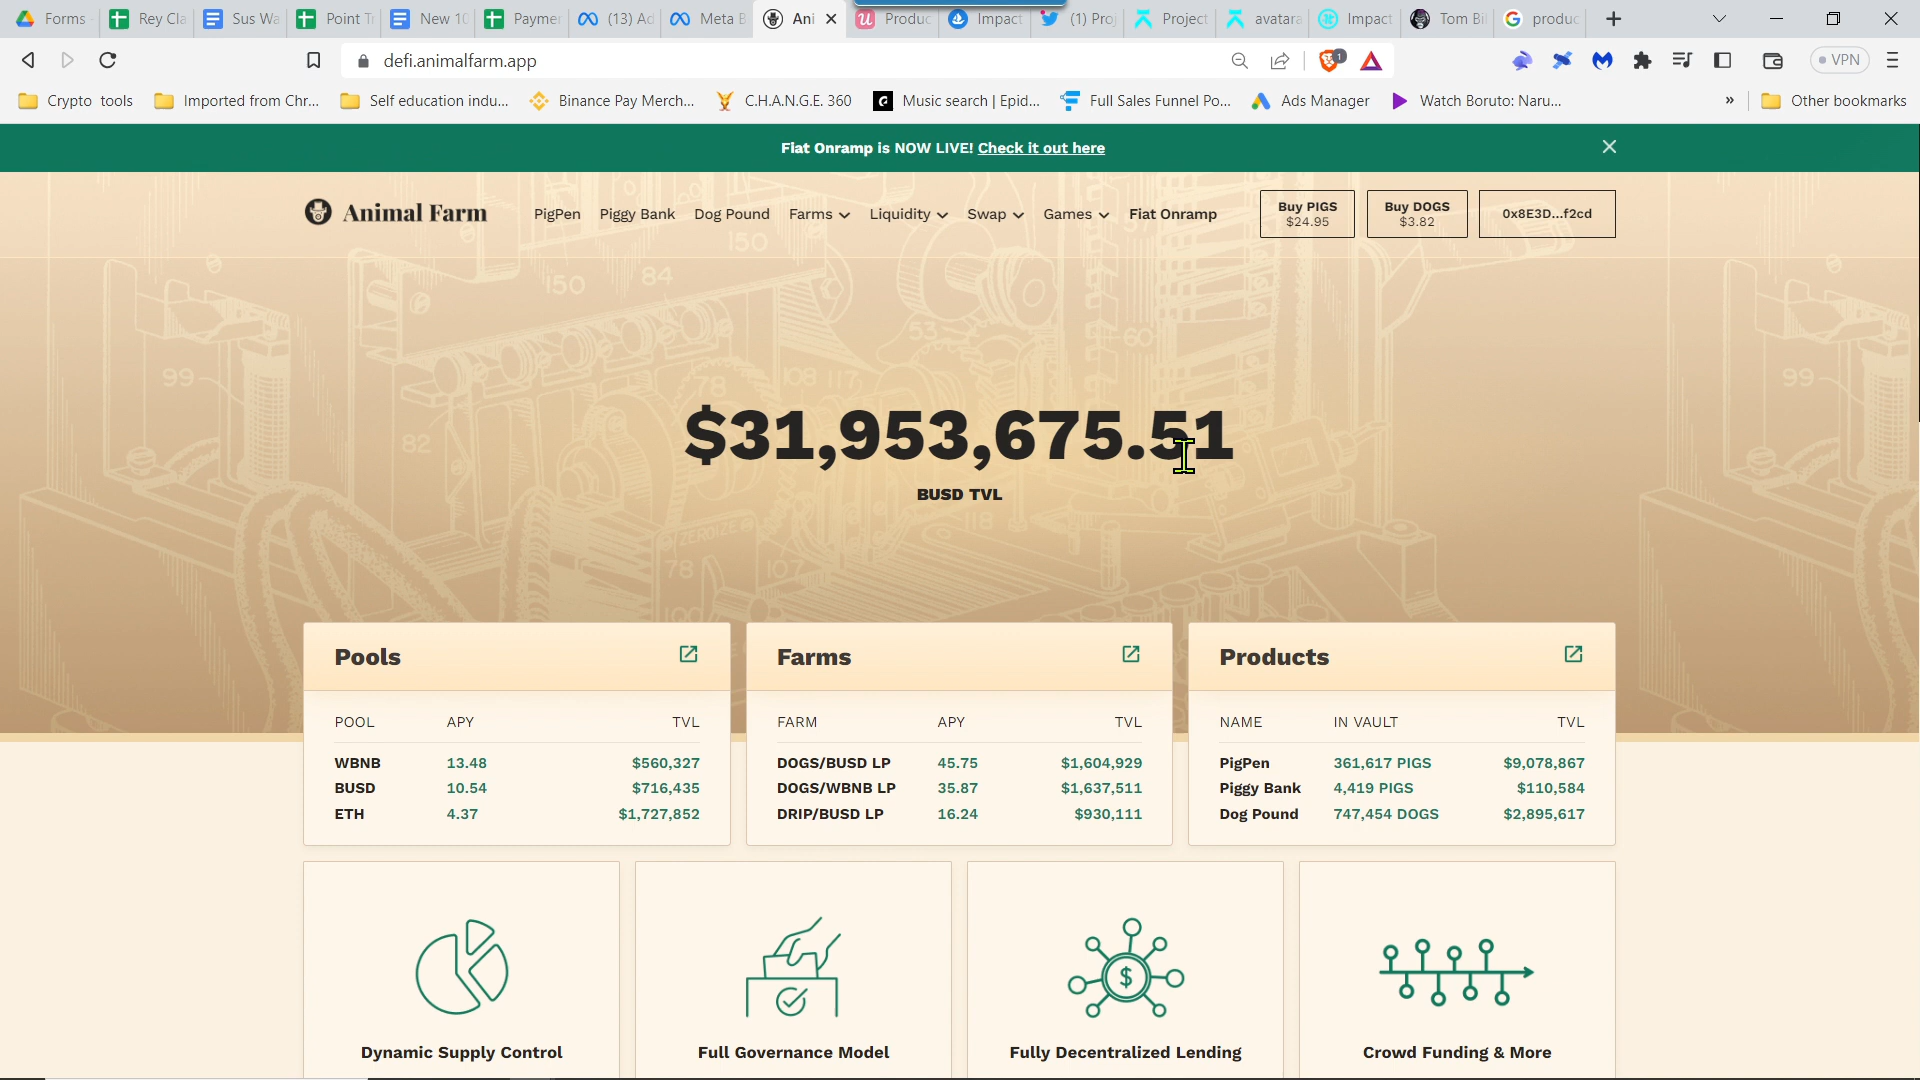 Forms
Rey Cla
Sus Wa
Point T
New 10
Paymer
(13) Ad
Meta B
Ani
Produc
Impact
(1) Proj
Project
avatara
Impact
Tom Bi
produc
defi.animalfarm.app
1
VPN
Crypto tools
Imported from Chr...
Self education indu...
Binance Pay Merch...
C.H.A.N.G.E. 360
Music search | Epid...
Full Sales Funnel Po...
Ads Manager
Watch Boruto: Naru...
»
Other bookmarks
Fiat Onramp is NOW LIVE! Check it out here
Animal Farm
PigPen
Piggy Bank
Dog Pound
Farms
Liquidity
Swap
Games
Fiat Onramp
Buy PIGS
$24.95
Buy DOGS
$3.82
0x8E3D...f2cd
$31,953,675.51
BUSD TVL
Pools
POOL APY TVL
WBNB 13.48 $560,327
BUSD 10.54 $716,435
ETH 4.37 $1,727,852
Farms
FARM APY TVL
DOGS/BUSD LP 45.75 $1,604,929
DOGS/WBNB LP 35.87 $1,637,511
DRIP/BUSD LP 16.24 $930,111
Products
NAME IN VAULT TVL
PigPen 361,617 PIGS $9,078,867
Piggy Bank 4,419 PIGS $110,584
Dog Pound 747,454 DOGS $2,895,617
Dynamic Supply Control
Full Governance Model
Fully Decentralized Lending
Crowd Funding & More